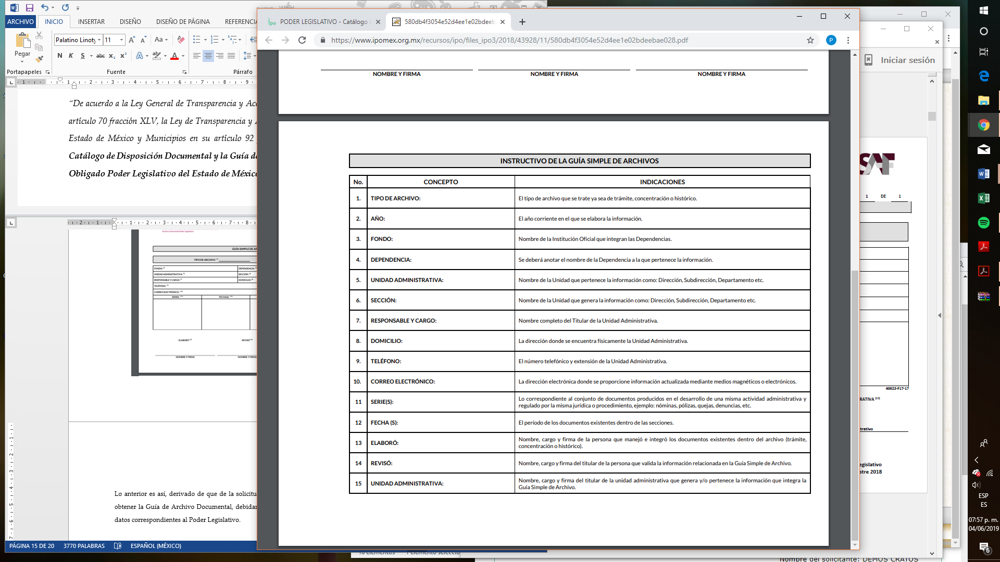 nuevo - Word
ARCHIVO INICIO INSERTAR DISEÑO DISEÑO DE PÁGINA REFERENCIA
Palatino Linoty 11
Pegar
Portapapeles Fuente Párrafo
“De acuerdo a la Ley General de Transparencia y Acc
artículo 70 fracción XLV, la Ley de Transparencia y A
Estado de México y Municipios en su artículo 92
Catálogo de Disposición Documental y la Guía de
Obligado Poder Legislativo del Estado de México
Archivo General del Poder Legislativo
GUÍA SIMPLE DE AR
TIPO DE ARCHIVO
FONDO: DEPENDENCIA:
UNIDAD ADMINISTRATIVA: SECCIÓN:
RESPONSABLE Y CARGO: DOMICILIO:
TELÉFONO:
CORREO ELECTRÓNICO:
SERIES: FECHA(S):
ELABORÓ REVISÓ
NOMBRE Y FIRMA NOMBRE Y FIRMA
Lo anterior es así, derivado de que de la solicitu
obtener la Guía de Archivo Documental, debidar
datos correspondientes al Poder Legislativo.
PÁGINA 15 DE 20 3770 PALABRAS ESPAÑOL (MÉXICO)
PODER LEGISLATIVO - Catálogo
580db4f3054e52d4ee1e02bdeeb
https://www.ipomex.org.mx/recursos/ipo/files_ipo3/2018/43928/11/580db4f3054e52d4ee1e02bdeebae028.pdf
P
NOMBRE Y FIRMA NOMBRE Y FIRMA NOMBRE Y FIRMA
INSTRUCTIVO DE LA GUÍA SIMPLE DE ARCHIVOS
No. CONCEPTO INDICACIONES
1. TIPO DE ARCHIVO: El tipo de archivo que se trate ya sea de trámite, concentración o histórico.
2. AÑO: El año corriente en el que se elabora la información.
3. FONDO: Nombre de la Institución Oficial que integran las Dependencias.
4. DEPENDENCIA: Se deberá anotar el nombre de la Dependencia a la que pertenece la información.
5. UNIDAD ADMINISTRATIVA: Nombre de la Unidad que pertenece la información como: Dirección, Subdirección, Departamento etc.
6. SECCIÓN: Nombre de la Unidad que genera la información como: Dirección, Subdirección, Departamento etc.
7. RESPONSABLE Y CARGO: Nombre completo del Titular de la Unidad Administrativa.
8. DOMICILIO: La dirección donde se encuentra físicamente la Unidad Administrativa.
9. TELÉFONO: El número telefónico y extensión de la Unidad Administrativa.
10. CORREO ELECTRÓNICO: La dirección electrónica donde se proporcione información actualizada mediante medios magnéticos o electrónicos.
11 SERIE(S): Lo correspondiente al conjunto de documentos producidos en el desarrollo de una misma actividad administrativa y
regulado por la misma jurídica o procedimiento, ejemplo: nóminas, pólizas, quejas, denuncias, etc.
12 FECHA (S): El período de los documentos existentes dentro de las secciones.
13 ELABORÓ: Nombre, cargo y firma de la persona que manejó e integró los documentos existentes dentro del archivo (trámite,
concentración o histórico).
14 REVISÓ: Nombre, cargo y firma del titular de la persona que valida la información relacionada en la Guía Simple de Archivo.
15 UNIDAD ADMINISTRATIVA: Nombre, cargo y firma del titular de la unidad administrativa que genera y/o pertenece la información que integra la
Guía Simple de Archivo.
Iniciar sesión
SAF
1 DE 1
40023-F17-17
RATIVA (15)
trativo
egislativo
stre 2018
Nombre del solicitante: DEMOS CRATOS
ESP
ES
07:57 p. m.
04/06/2019
6